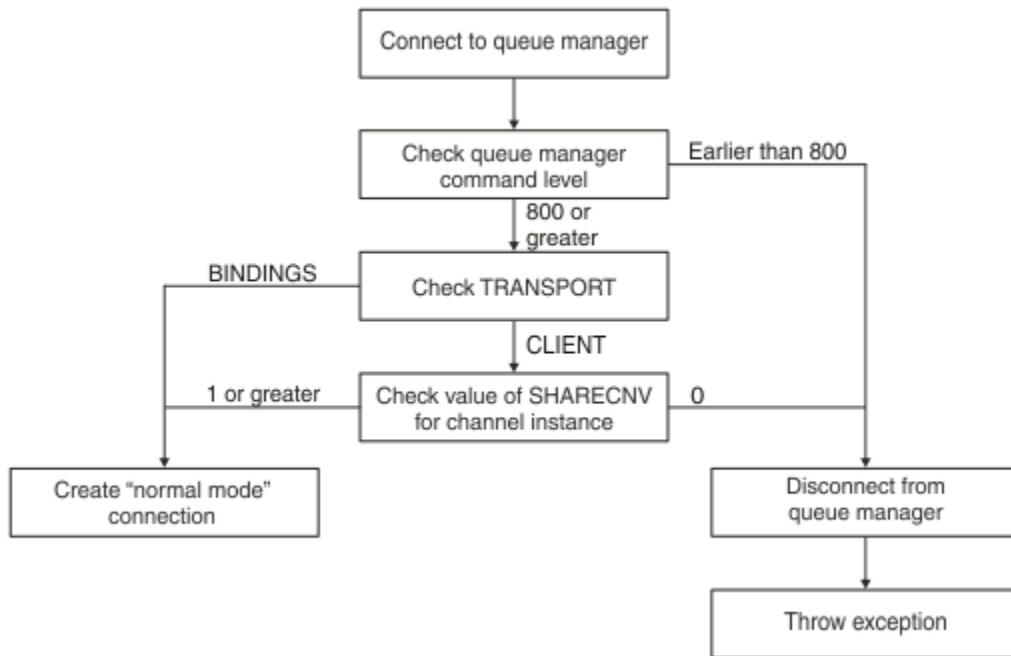 Connect to queue manager
Check queue manager
command level
Earlier than 800
800 or
greater
BINDINGS
Check TRANSPORT
CLIENT
1 or greater
Check value of SHARECNV
for channel instance
0
Create “normal mode”
connection
Disconnect from
queue manager
Throw exception